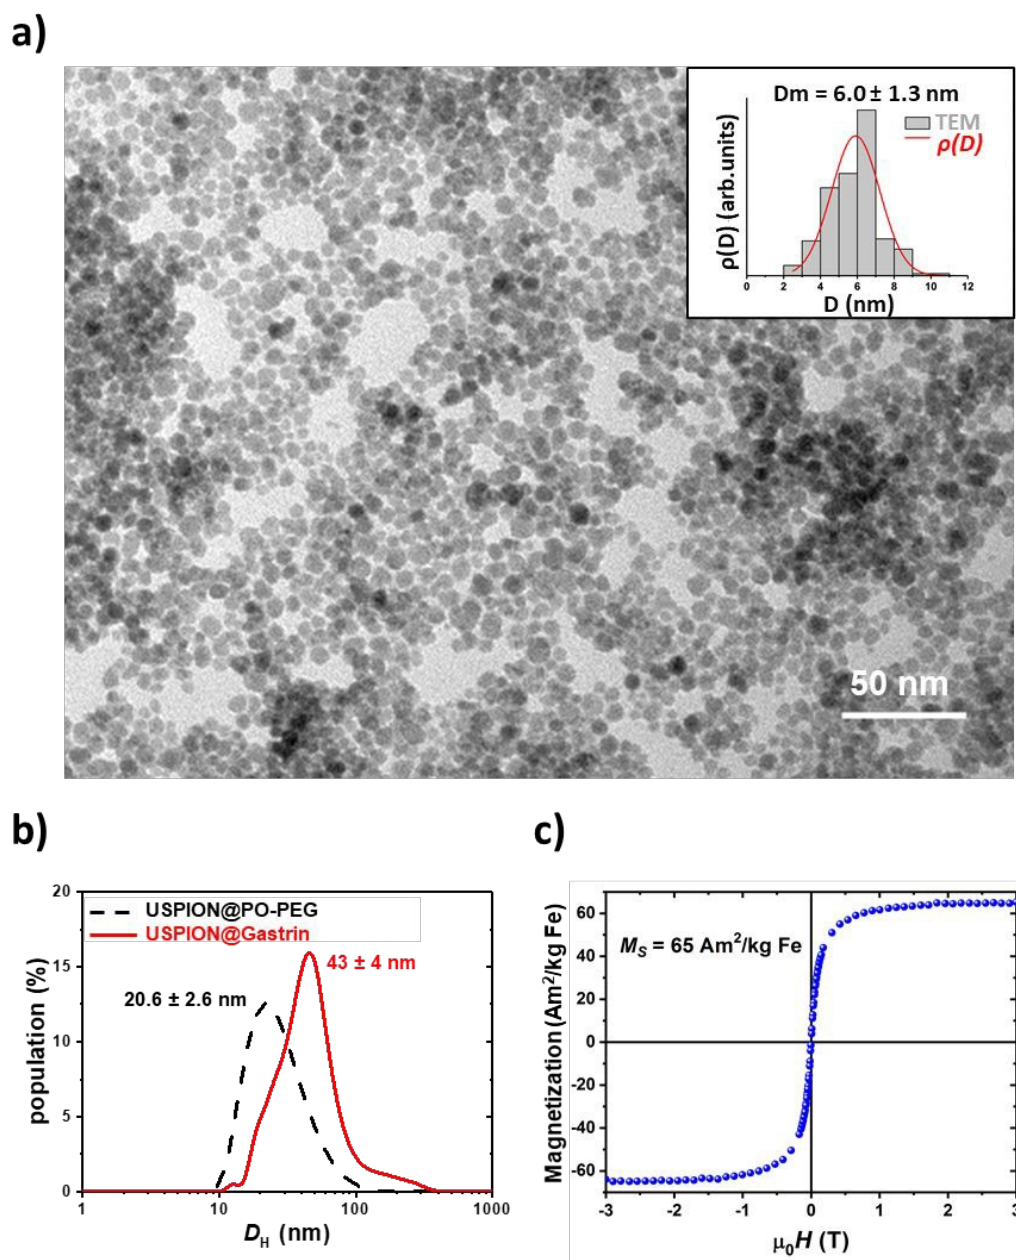 a)
Dm = 6.0 ± 1.3 nm
TEM
ρ(D)
ρ(D) (arb.units)
0 2 4 6 8 10 12
D (nm)
50 nm
b)
20
15
10
5
0
population (%)
USPION@PO-PEG
USPION@Gastrin
43 ± 4 nm
20.6 ± 2.6 nm
1 10 100 1000
D_H (nm)
c)
60
40
20
0
-20
-40
-60
Magnetization (Am²/kg Fe)
M_S = 65 Am²/kg Fe
-3 -2 -1 0 1 2 3
μ₀H (T)